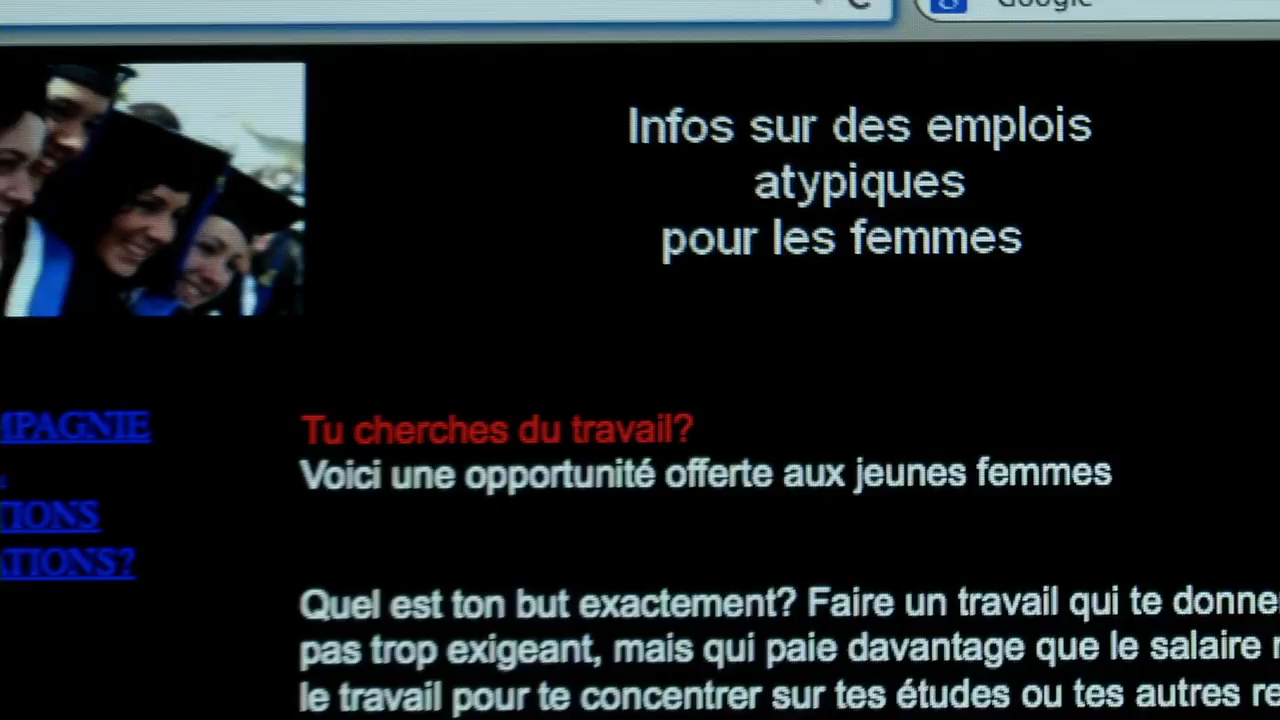 Google
Infos sur des emplois
atypiques
pour les femmes
Tu cherches du travail?
Voici une opportunité offerte aux jeunes femmes
Quel est ton but exactement? Faire un travail qui te donne
pas trop exigeant, mais qui paie davantage que le salaire
le travail pour te concentrer sur tes études ou tes autres